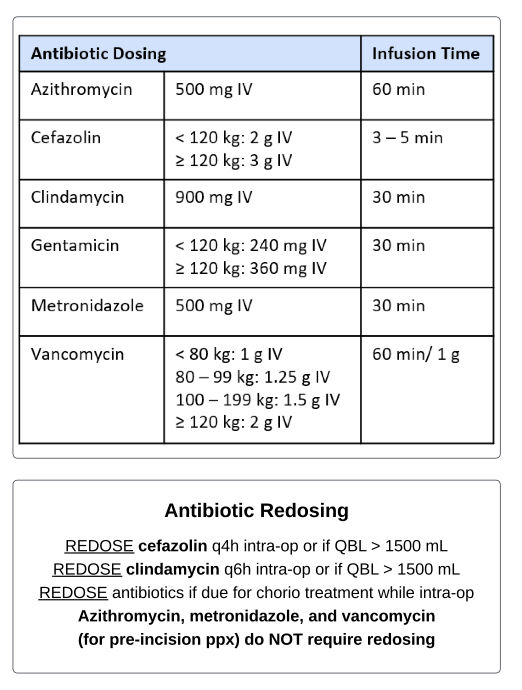 Antibiotic Dosing Infusion Time
Azithromycin 500 mg IV 60 min
Cefazolin < 120 kg: 2 g IV 3 – 5 min
≥ 120 kg: 3 g IV
Clindamycin 900 mg IV 30 min
Gentamicin < 120 kg: 240 mg IV 30 min
≥ 120 kg: 360 mg IV
Metronidazole 500 mg IV 30 min
Vancomycin < 80 kg: 1 g IV 60 min/ 1 g
80 – 99 kg: 1.25 g IV
100 – 199 kg: 1.5 g IV
≥ 120 kg: 2 g IV
Antibiotic Redosing
REDOSE cefazolin q4h intra-op or if QBL > 1500 mL
REDOSE clindamycin q6h intra-op or if QBL > 1500 mL
REDOSE antibiotics if due for chorio treatment while intra-op
Azithromycin, metronidazole, and vancomycin
(for pre-incision ppx) do NOT require redosing